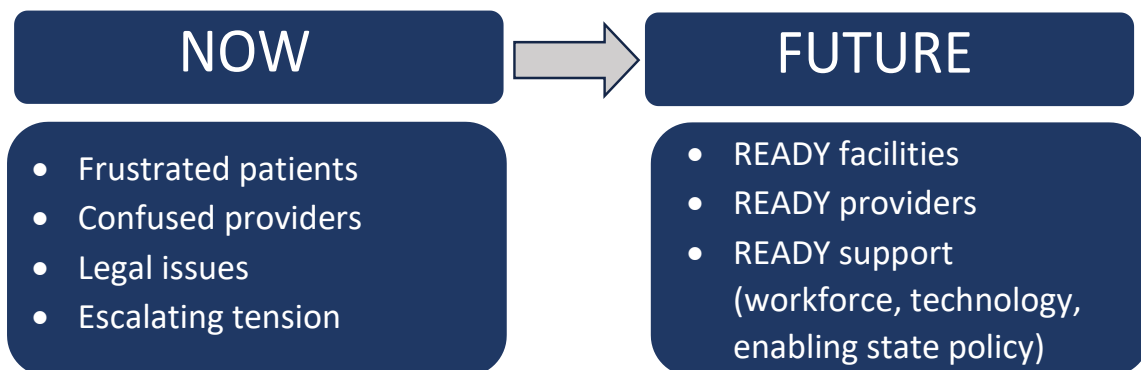 NOW
FUTURE
• Frustrated patients
• Confused providers
• Legal issues
• Escalating tension
• READY facilities
• READY providers
• READY support
(workforce, technology,
enabling state policy)